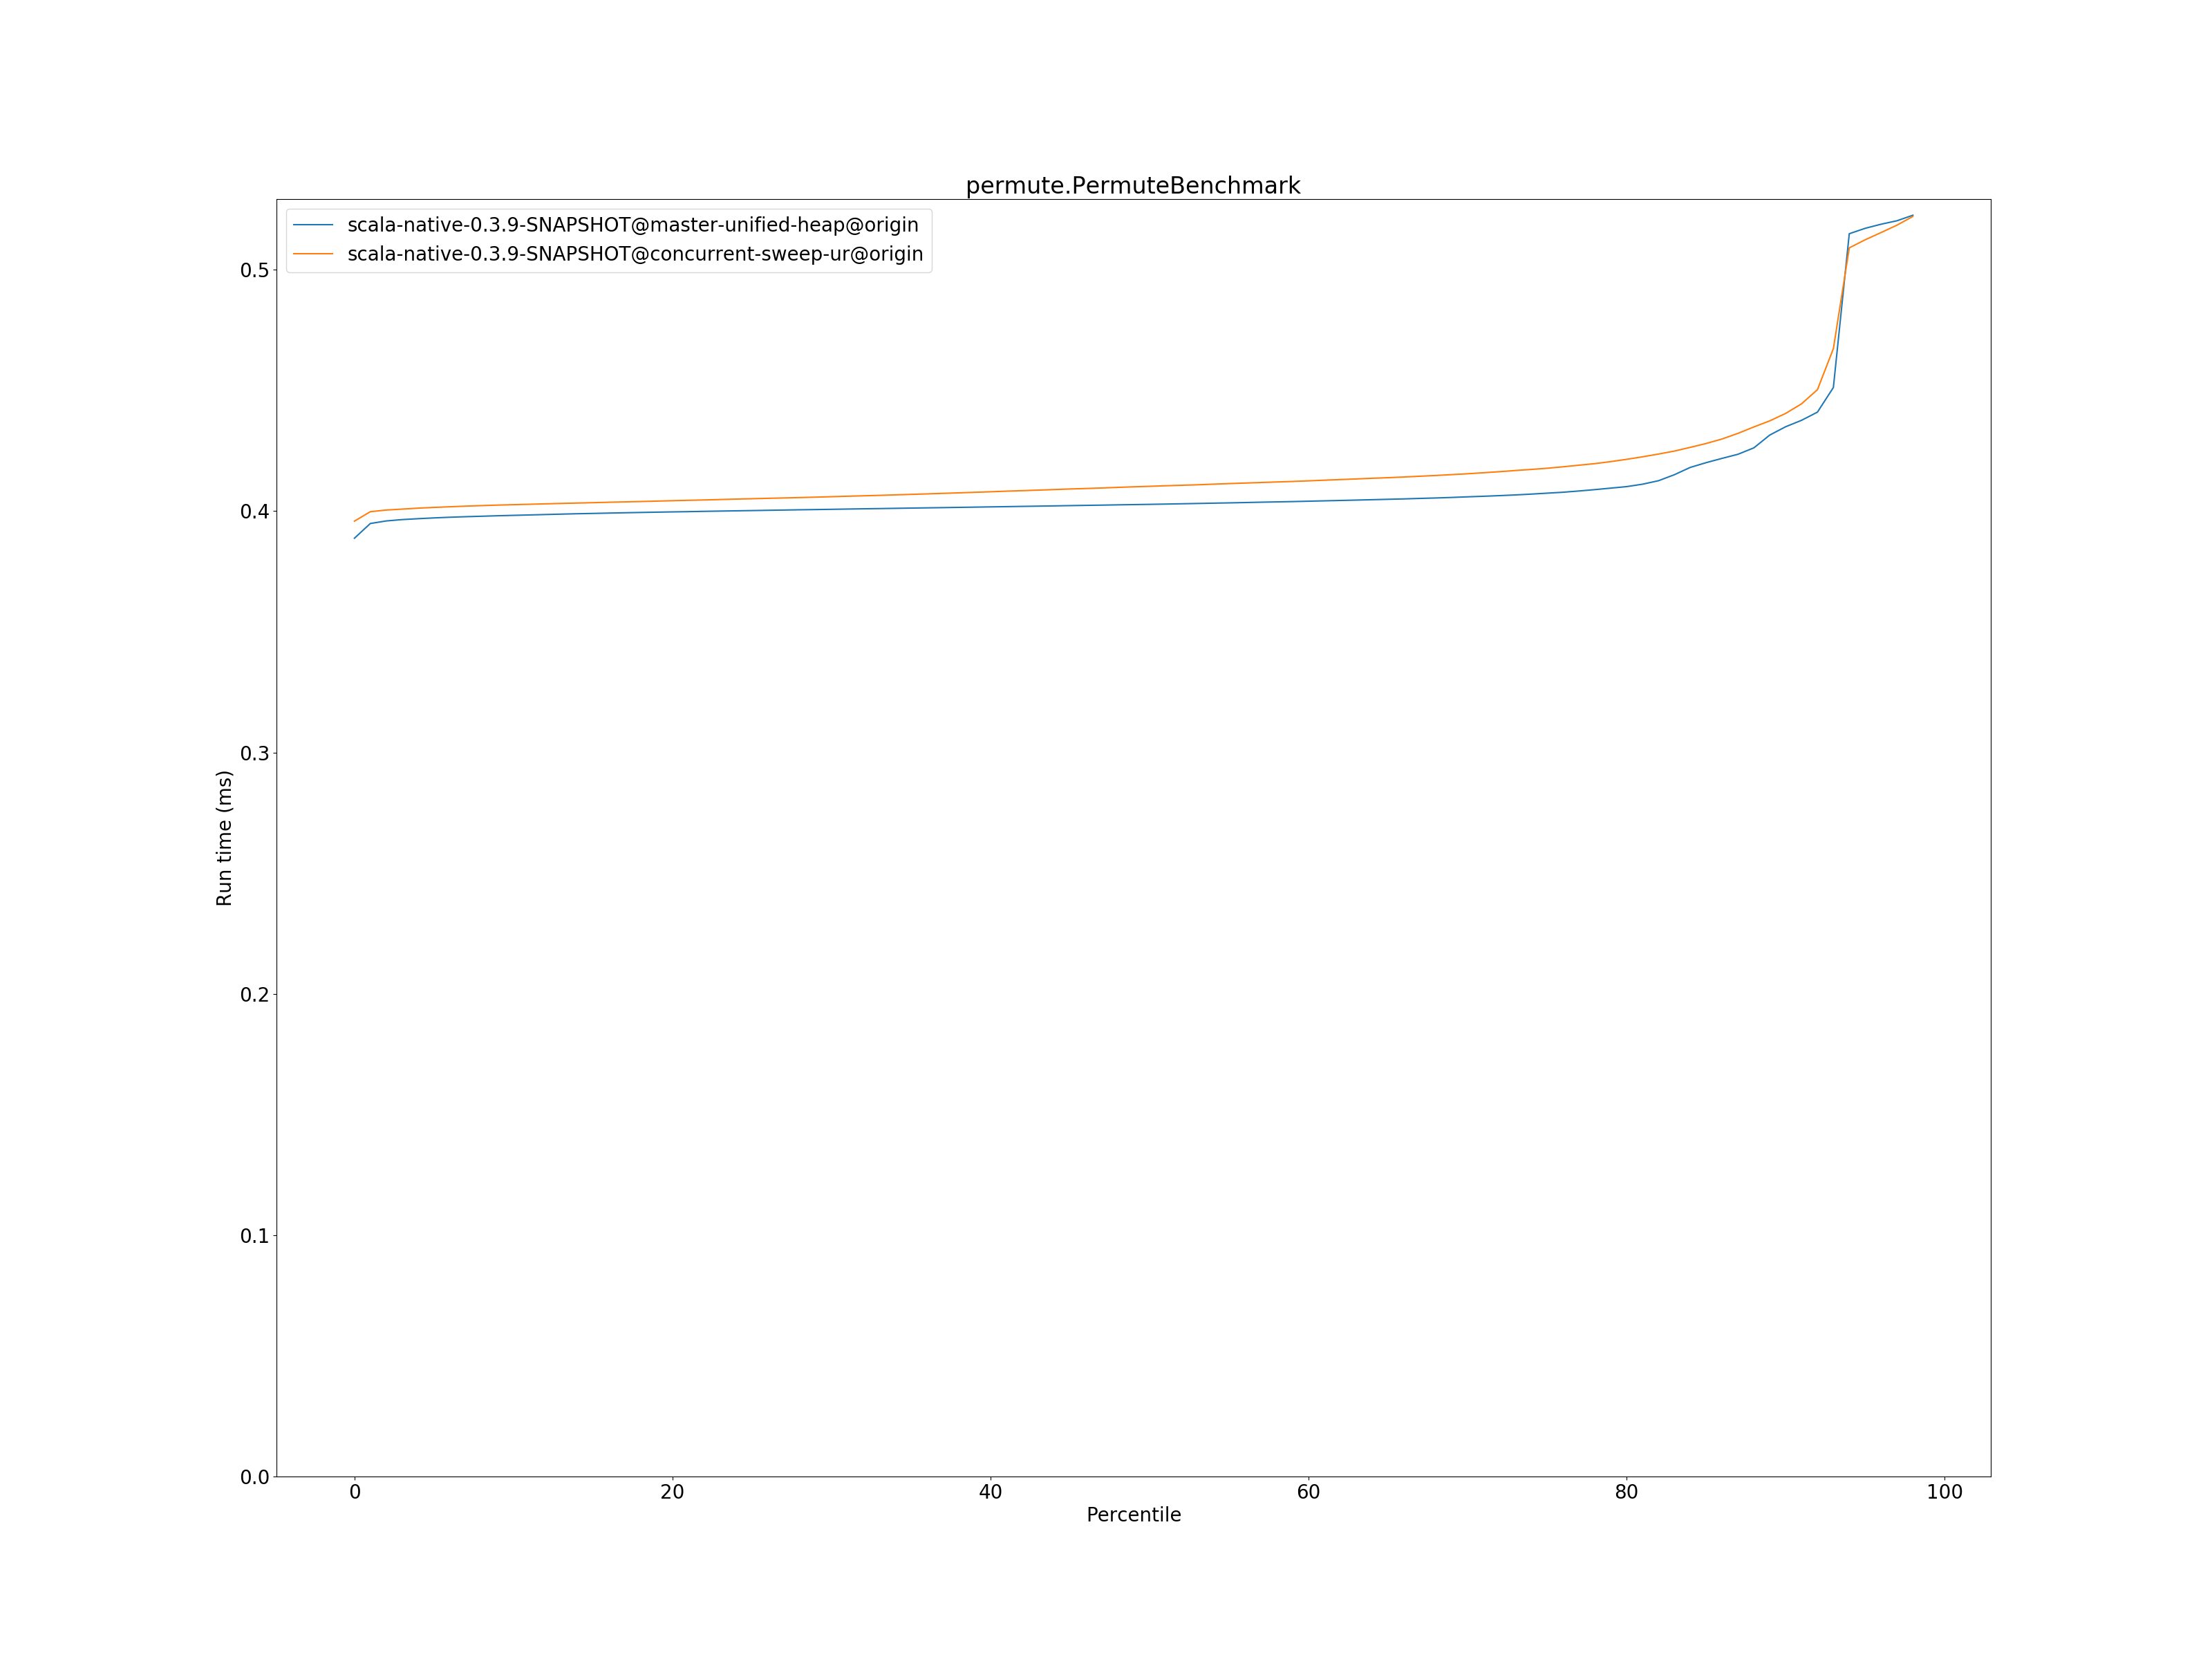 permute.PermuteBenchmark
scala-native-0.3.9-SNAPSHOT@master-unified-heap@origin
scala-native-0.3.9-SNAPSHOT@concurrent-sweep-ur@origin
0.5
0.4
0.3
0.2
0.1
0.0
Run time (ms)
0 20 40 60 80 100
Percentile